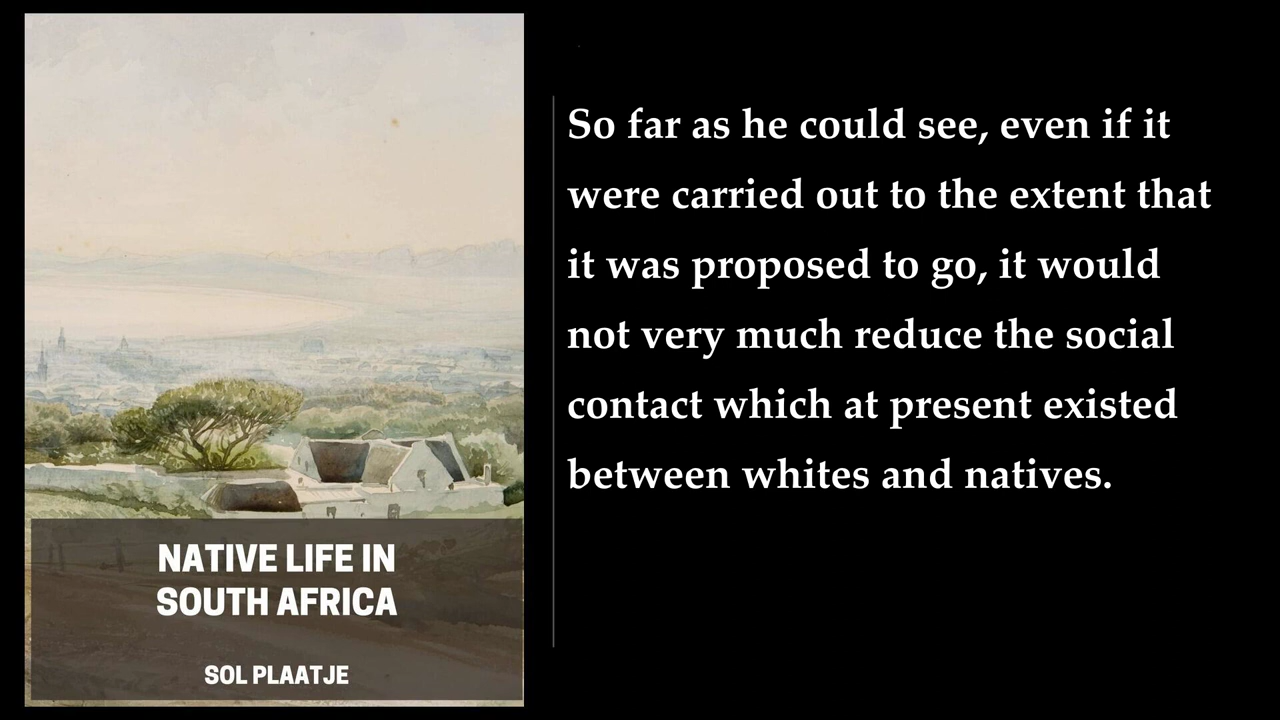 NATIVE LIFE IN
SOUTH AFRICA
SOL PLAATJE
So far as he could see, even if it
were carried out to the extent that
it was proposed to go, it would
not very much reduce the social
contact which at present existed
between whites and natives.